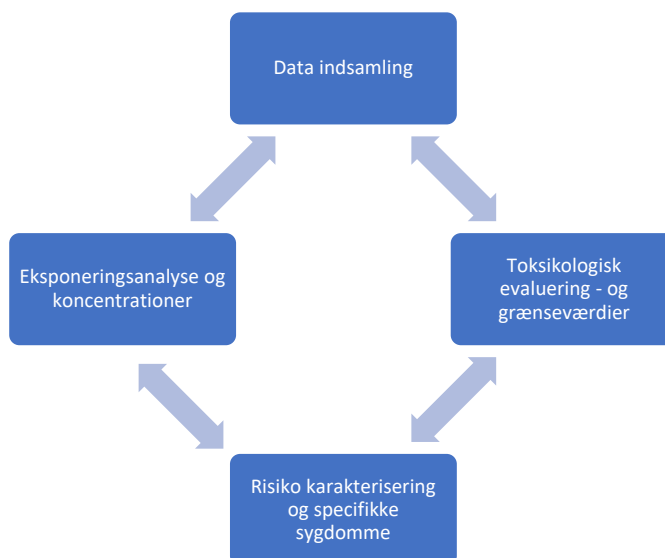 Data indsamling
Eksponeringsanalyse og
koncentrationer
Toksikologisk
evaluering - og
grænseværdier
Risiko karakterisering
og specifikke
sygdomme